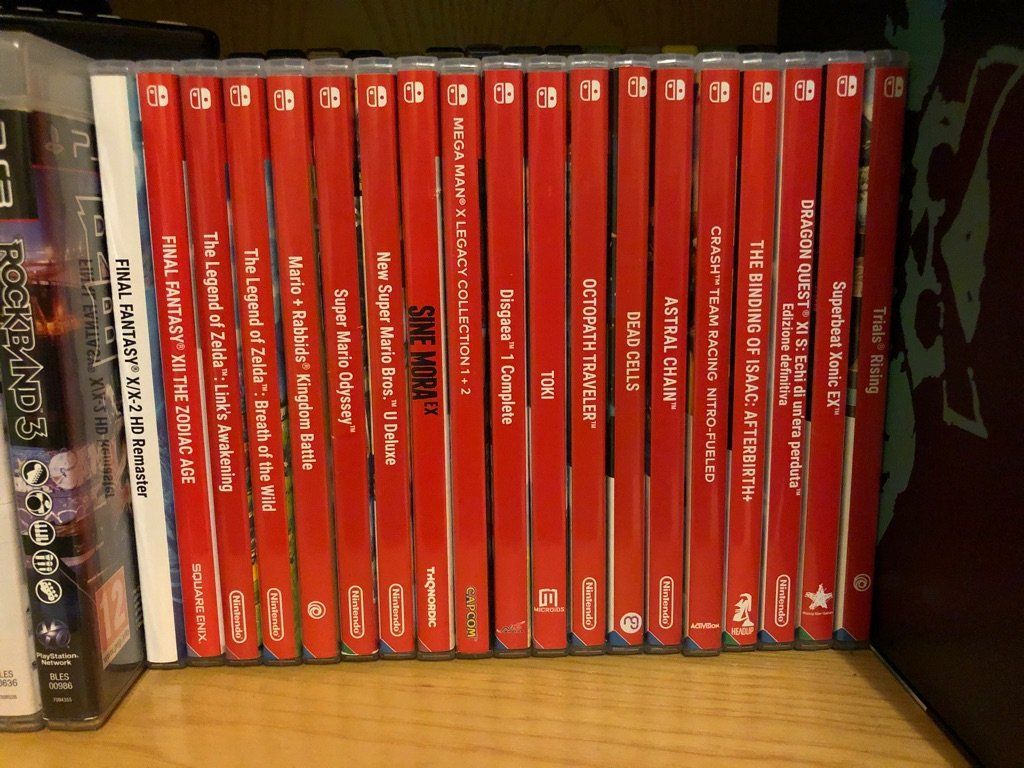 PS3
ROCKBAND 3
PlayStation
Network
BLES
00986
12
FINAL FANTASY® X/X-2 HD Remaster
FINAL FANTASY® XII THE ZODIAC AGE
SQUARE ENIX
The Legend of Zelda™: Link's Awakening
Nintendo
The Legend of Zelda™: Breath of the Wild
Nintendo
Mario + Rabbids® Kingdom Battle
Super Mario Odyssey™
Nintendo
New Super Mario Bros.™ U Deluxe
Nintendo
SINE MORA EX
THQNORDIC
MEGA MAN® X LEGACY COLLECTION 1 + 2
CAPCOM
Disgaea™ 1 Complete
TOKI
MICROIDS
OCTOPATH TRAVELER™
Nintendo
DEAD CELLS
ASTRAL CHAIN™
Nintendo
CRASH™ TEAM RACING NITRO-FUELED
ACTIVISION
THE BINDING OF ISAAC: AFTERBIRTH+
HEADUP
DRAGON QUEST® XI S: Echi di un'era perduta™
Edizione definitiva
Nintendo
Superbeat Xonic EX™
Trials® Rising